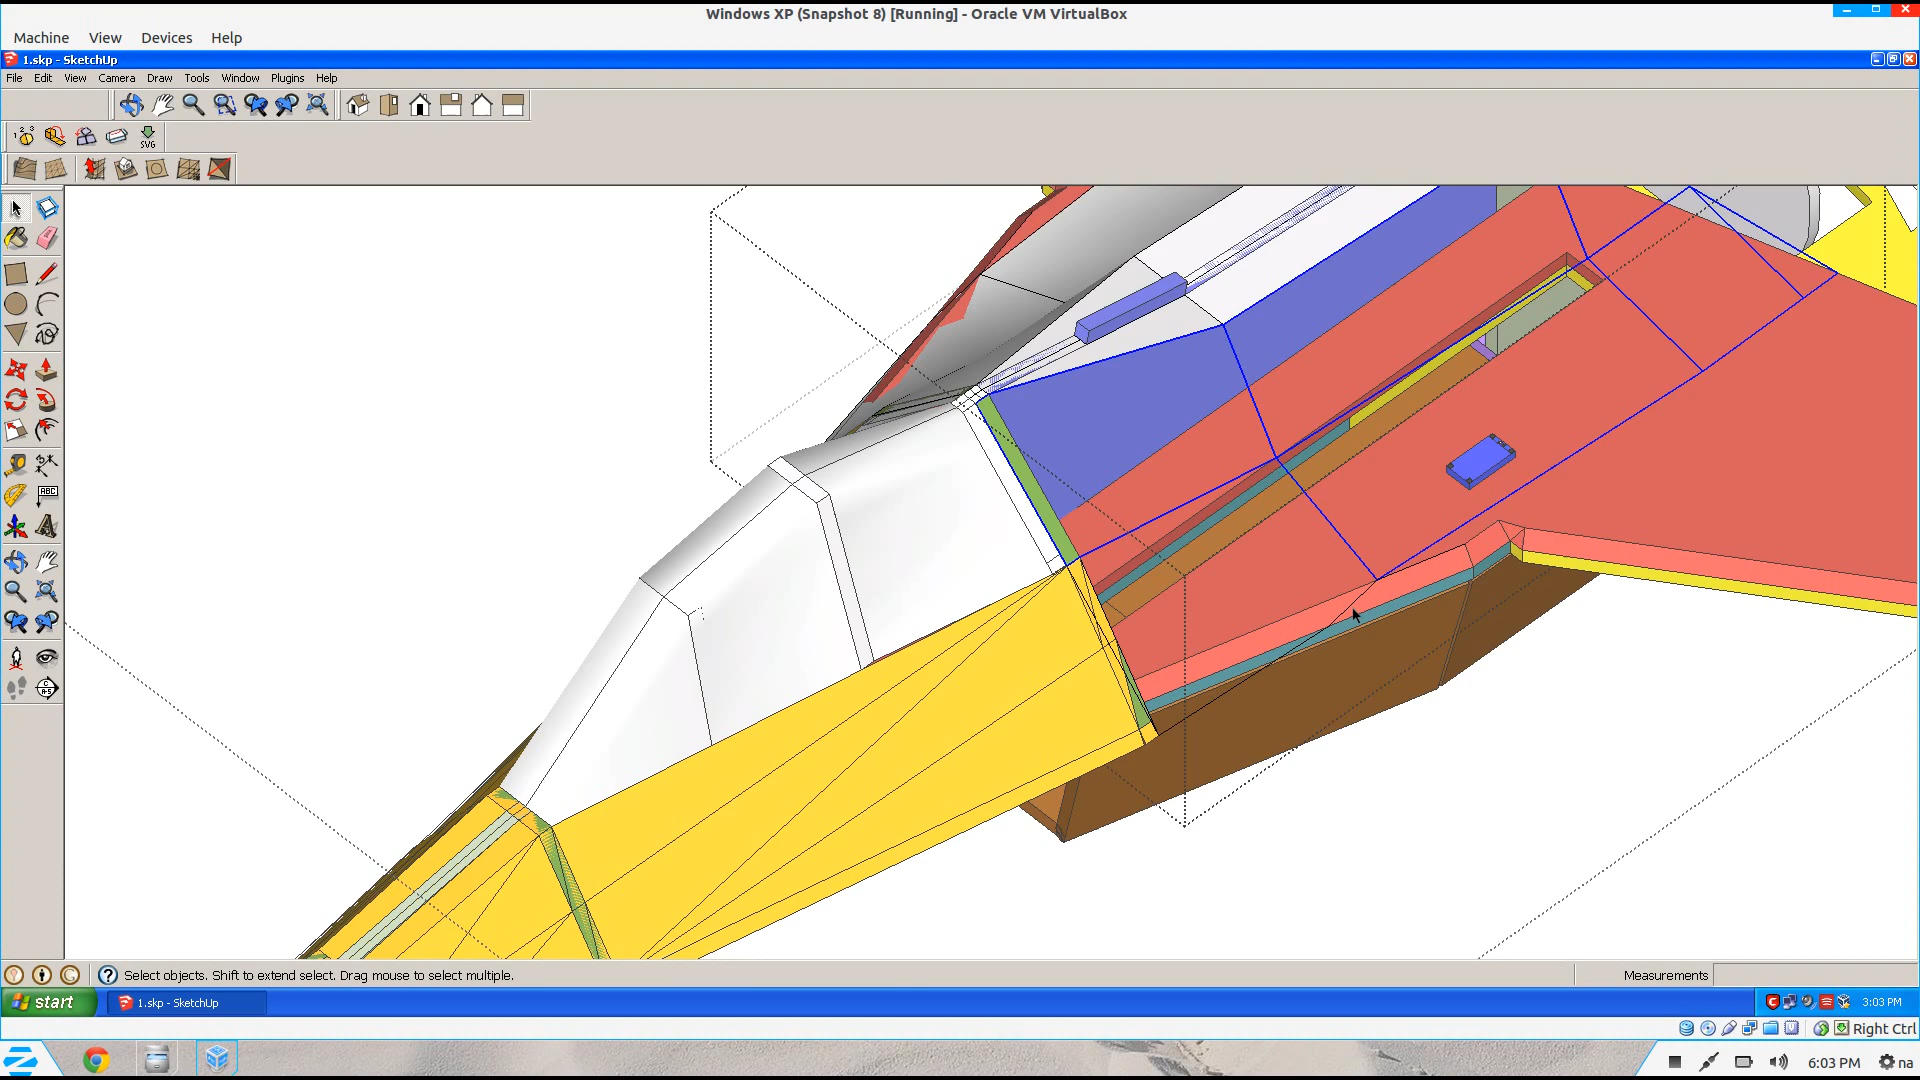 Windows XP (Snapshot 8) [Running] - Oracle VM VirtualBox
Machine View Devices Help
1.skp - SketchUp
File Edit View Camera Draw Tools Window Plugins Help
SVG
ABC
Select objects. Shift to extend select. Drag mouse to select multiple.
Measurements
start
1.skp - SketchUp
3:03 PM
Right Ctrl
6:03 PM
na